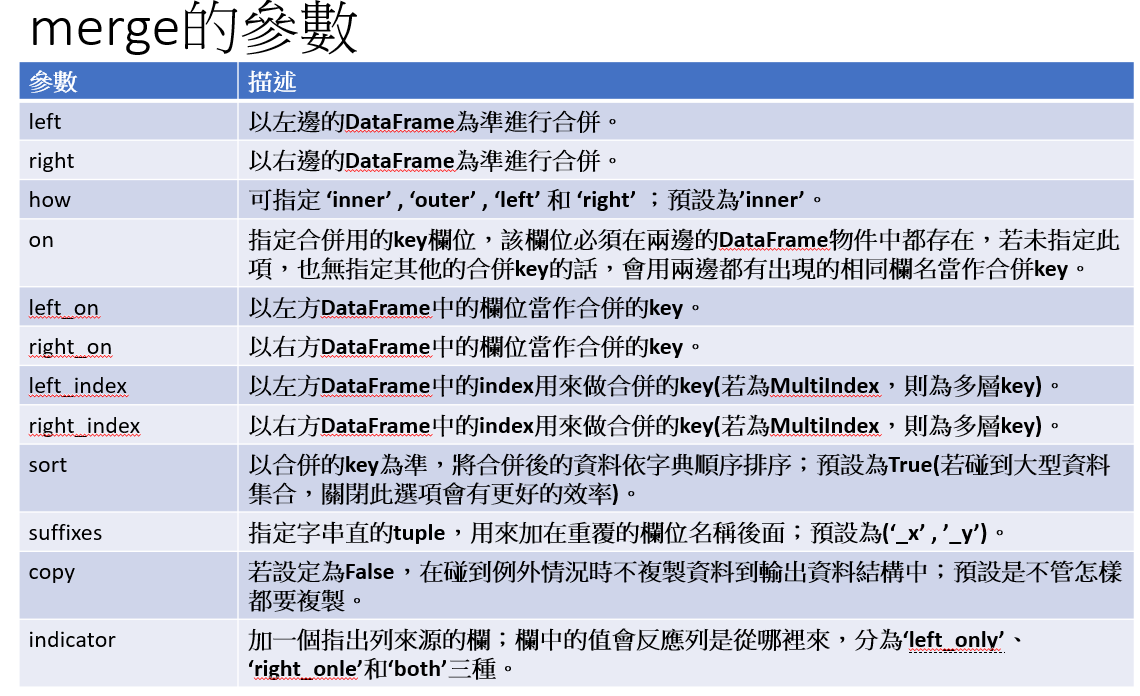 merge的參數
參數 描述
left 以左邊的DataFrame為準進行合併。
right 以右邊的DataFrame為準進行合併。
how 可指定 ‘inner’ , ‘outer’ , ‘left’ 和 ‘right’ ；預設為’inner’。
on 指定合併用的key欄位，該欄位必須在兩邊的DataFrame物件中都存在，若未指定此
項，也無指定其他的合併key的話，會用兩邊都有出現的相同欄名當作合併key。
left_on 以左方DataFrame中的欄位當作合併的key。
right_on 以右方DataFrame中的欄位當作合併的key。
left_index 以左方DataFrame中的index用來做合併的key(若為MultiIndex，則為多層key)。
right_index 以右方DataFrame中的index用來做合併的key(若為MultiIndex，則為多層key)。
sort 以合併的key為準，將合併後的資料依字典順序排序；預設為True(若碰到大型資料
集合，關閉此選項會有更好的效率)。
suffixes 指定字串直的tuple，用來加在重覆的欄位名稱後面；預設為(‘_x’ , ’_y’)。
copy 若設定為False，在碰到例外情況時不複製資料到輸出資料結構中；預設是不管怎樣
都要複製。
indicator 加一個指出列來源的欄；欄中的值會反應列是從哪裡來，分為‘left_only’、
‘right_onle’和‘both’三種。